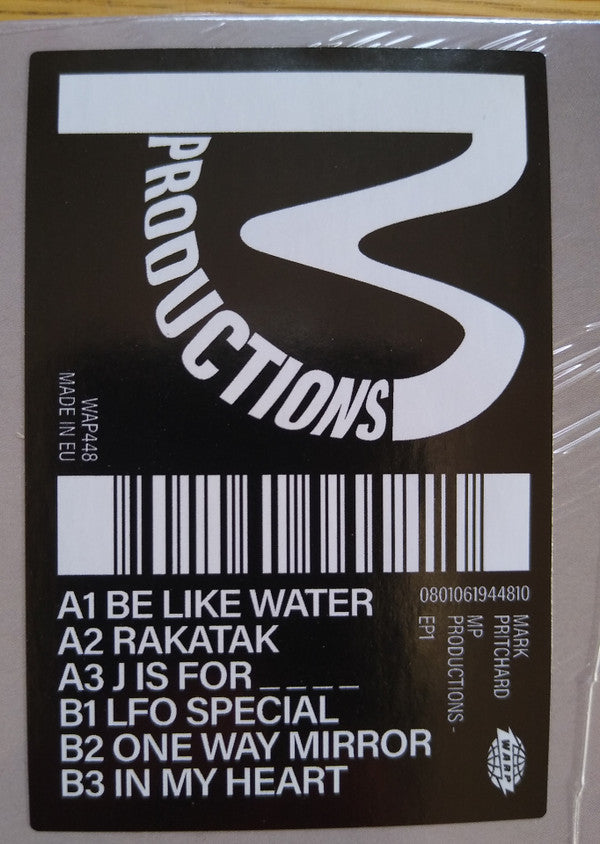 PRODUCTIONS
WAP448
MADE IN EU
0801061944810
A1 BE LIKE WATER
A2 RAKATAK
A3 J IS FOR _ _ _ _
B1 LFO SPECIAL
B2 ONE WAY MIRROR
B3 IN MY HEART
MARK
PRITCHARD
MP
PRODUCTIONS -
EP1
WARP